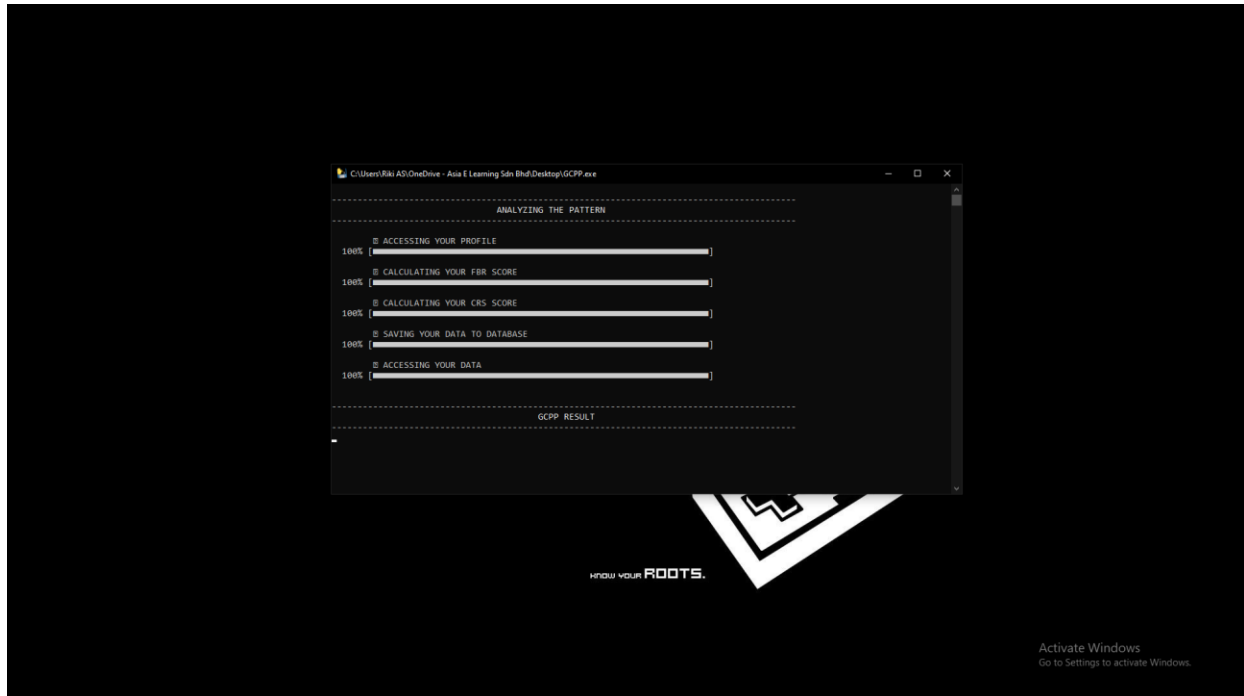 C:\Users\Riki AS\OneDrive - Asia E Learning Sdn Bhd\Desktop\GCPP.exe
--------------------------------------------------------------------------------
ANALYZING THE PATTERN
--------------------------------------------------------------------------------
ACCESSING YOUR PROFILE
100% [ ]
CALCULATING YOUR FBR SCORE
100% [ ]
CALCULATING YOUR CRS SCORE
100% [ ]
SAVING YOUR DATA TO DATABASE
100% [ ]
ACCESSING YOUR DATA
100% [ ]
--------------------------------------------------------------------------------
GCPP RESULT
--------------------------------------------------------------------------------
KNOW YOUR ROOTS.
Activate Windows
Go to Settings to activate Windows.